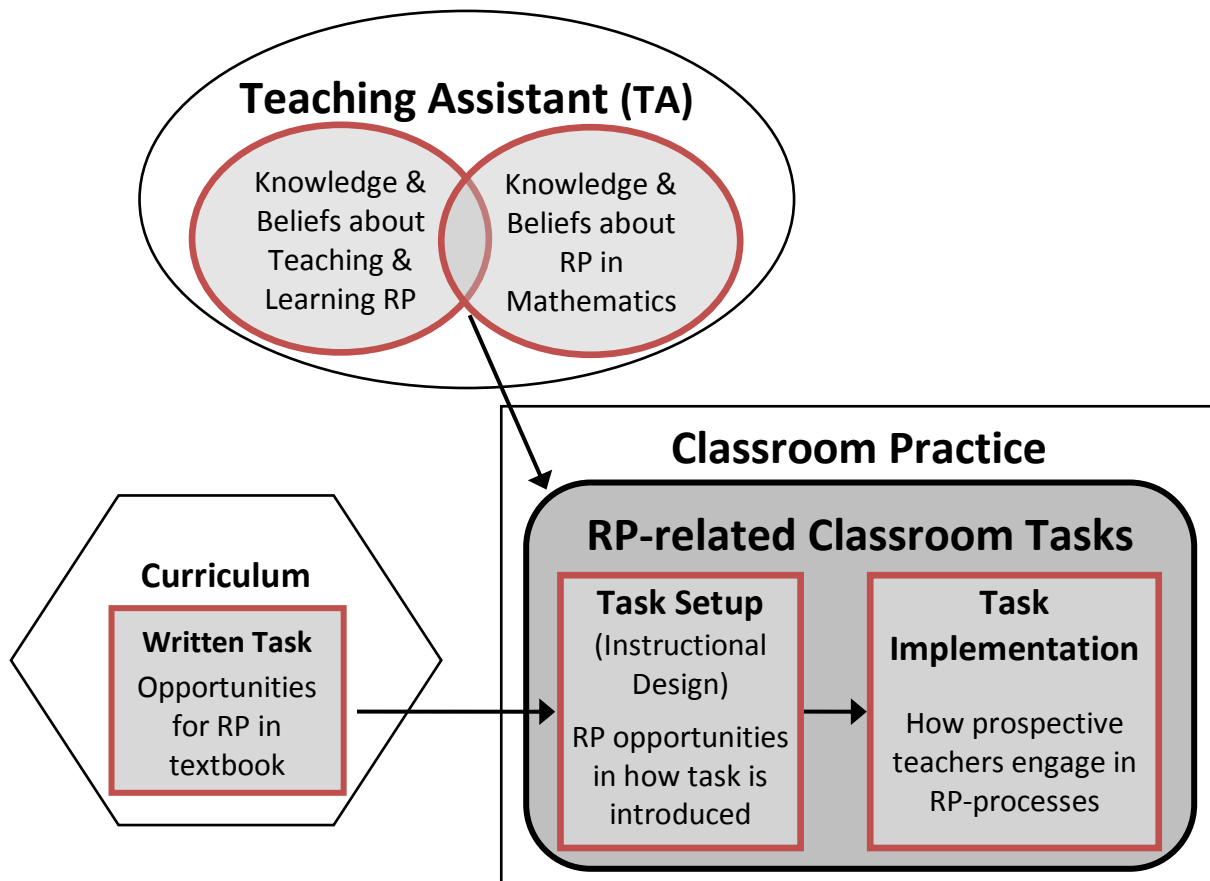 Teaching Assistant (TA)
Knowledge &
Beliefs about
Teaching &
Learning RP
Knowledge &
Beliefs about
RP in
Mathematics
Classroom Practice
RP-related Classroom Tasks
Curriculum
Written Task
Opportunities
for RP in
textbook
Task Setup
(Instructional
Design)
RP opportunities
in how task is
introduced
Task
Implementation
How prospective
teachers engage in
RP-processes